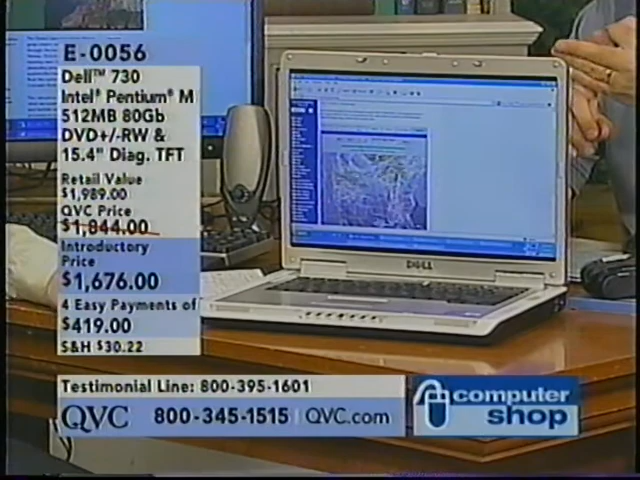 E-0056
Dell™ 730
Intel® Pentium® M
512MB 80Gb
DVD+/-RW &
15.4" Diag. TFT
Retail Value
$1,989.00
QVC Price
$1,844.00
Introductory
Price
$1,676.00
4 Easy Payments of
$419.00
S&H $30.22
DELL
Testimonial Line: 800-395-1601
QVC 800-345-1515 | QVC.com
computer
shop